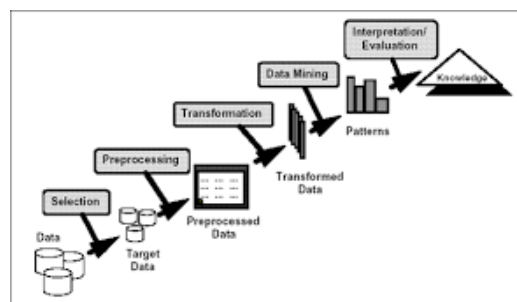 Interpretation/
Evaluation
Data Mining
Knowledge
Transformation
Patterns
Preprocessing
Transformed
Data
Selection
Preprocessed
Data
Data
Target
Data